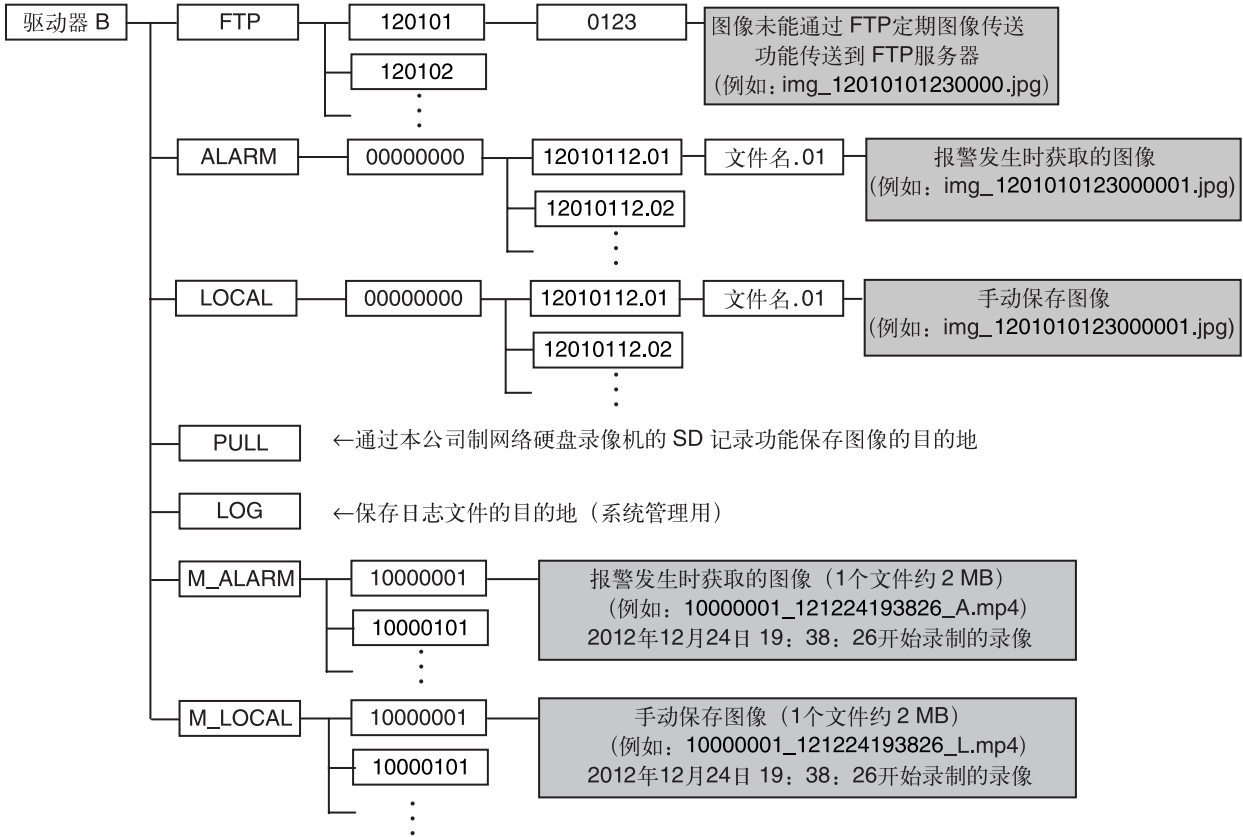 驱动器 B
FTP
120101
0123
图像未能通过 FTP定期图像传送
功能传送到 FTP服务器
（例如：img_12010101230000.jpg）
120102
ALARM
00000000
12010112.01
文件名.01
报警发生时获取的图像
(例如：img_1201010123000001.jpg)
12010112.02
LOCAL
00000000
12010112.01
文件名.01
手动保存图像
(例如：img_1201010123000001.jpg)
12010112.02
PULL
←通过本公司制网络硬盘录像机的 SD 记录功能保存图像的目的地
LOG
←保存日志文件的目的地（系统管理用）
M_ALARM
10000001
报警发生时获取的图像（1个文件约 2 MB）
（例如：10000001_121224193826_A.mp4）
2012年12月24日 19：38：26开始录制的录像
10000101
M_LOCAL
10000001
手动保存图像（1个文件约 2 MB）
（例如：10000001_121224193826_L.mp4）
2012年12月24日 19：38：26开始录制的录像
10000101